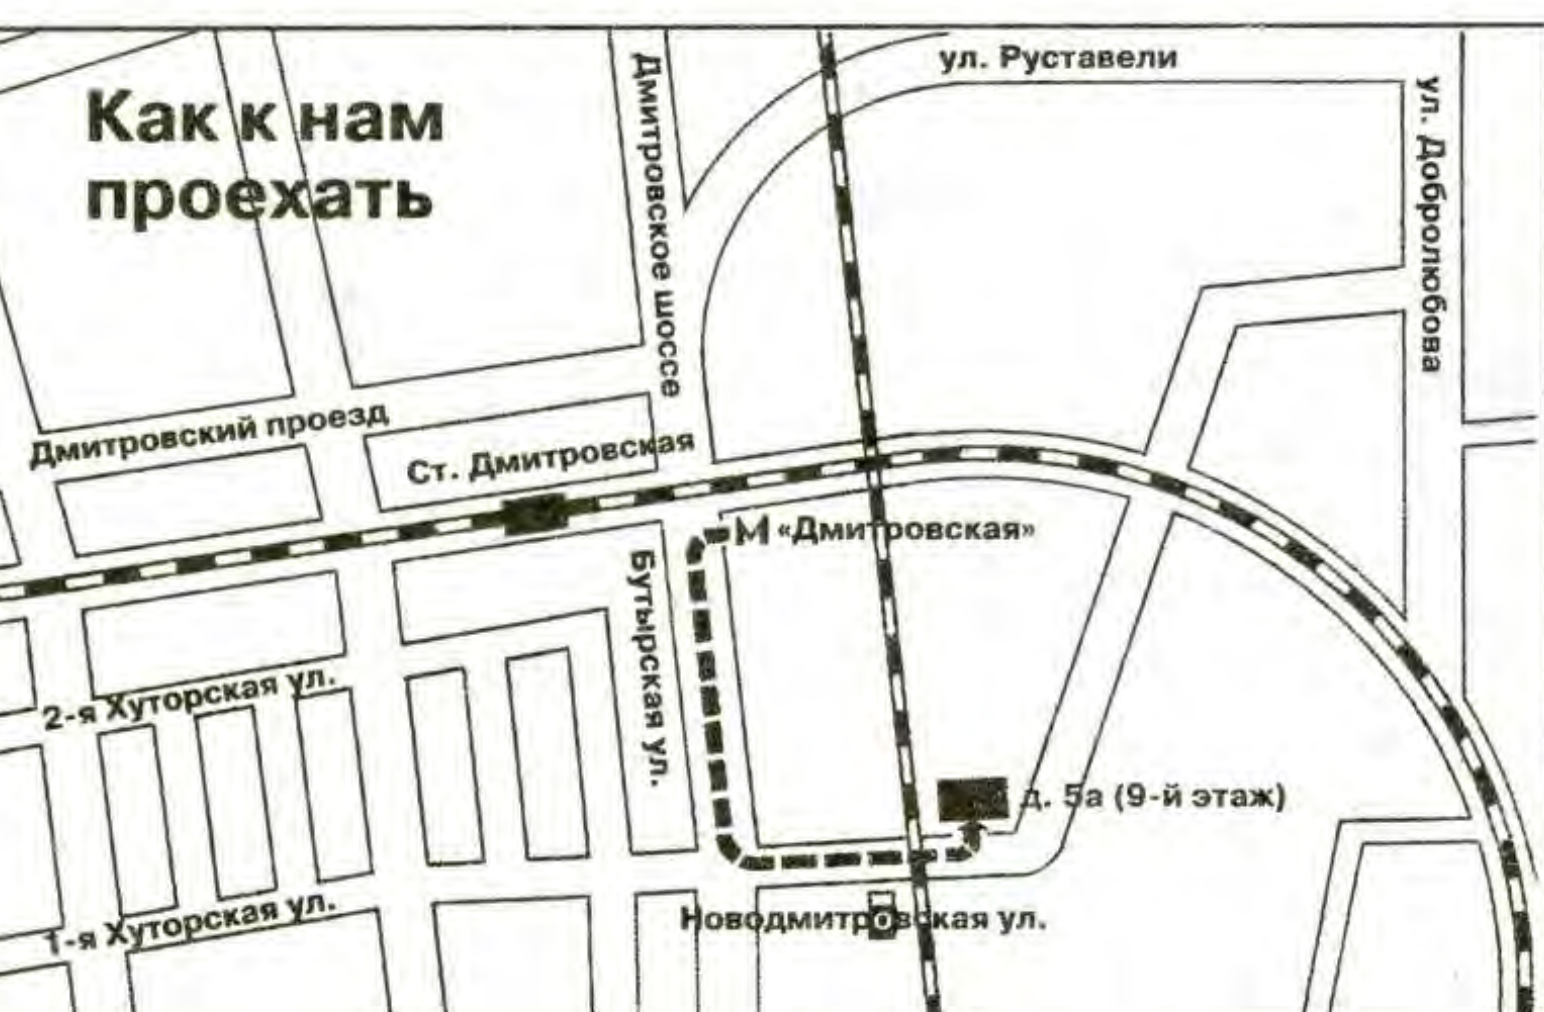 Как к нам
проехать
ул. Руставели
ул. Добролюбова
Дмитровское шоссе
Дмитровский проезд
Ст. Дмитровская
М «Дмитровская»
Бутырская ул.
2-я Хуторская ул.
д. 5а (9-й этаж)
1-я Хуторская ул.
Новодмитровская ул.